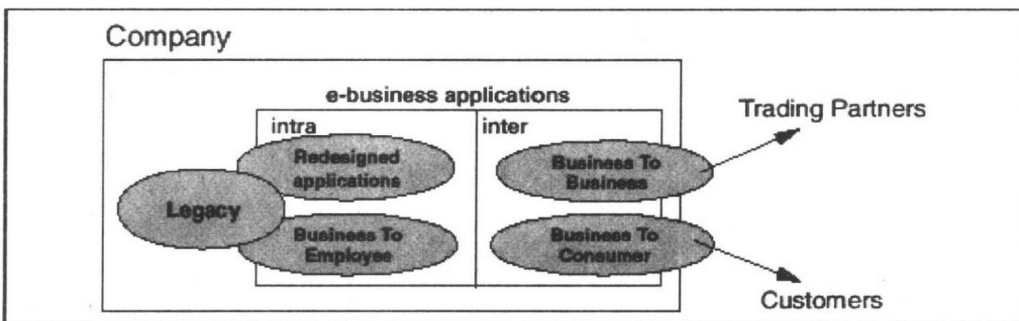 Company
e-business applications
intra
inter
Redesigned
applications
Legacy
Business To
Employee
Business To
Business
Business To
Consumer
Trading Partners
Customers